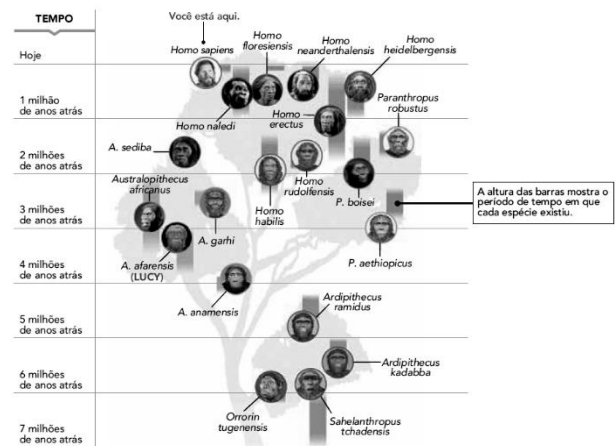 TEMPO
Você está aqui.
Hoje
Homo sapiens
Homo
floresiensis
Homo
neanderthalensis
Homo
heidelbergensis
1 milhão
de anos atrás
Homo naledi
Homo
erectus
Paranthropus
robustus
2 milhões
de anos atrás
A. sediba
Australopithecus
africanus
Homo
rudolfensis
Homo
habilis
P. boisei
3 milhões
de anos atrás
A altura das barras mostra o
período de tempo em que
cada espécie existiu.
A. garhi
A. afarensis
(LUCY)
P. aethiopicus
4 milhões
de anos atrás
A. anamensis
Ardipithecus
ramidus
5 milhões
de anos atrás
Ardipithecus
kadabba
6 milhões
de anos atrás
Orrorin
tugenensis
Sahelanthropus
tchadensis
7 milhões
de anos atrás